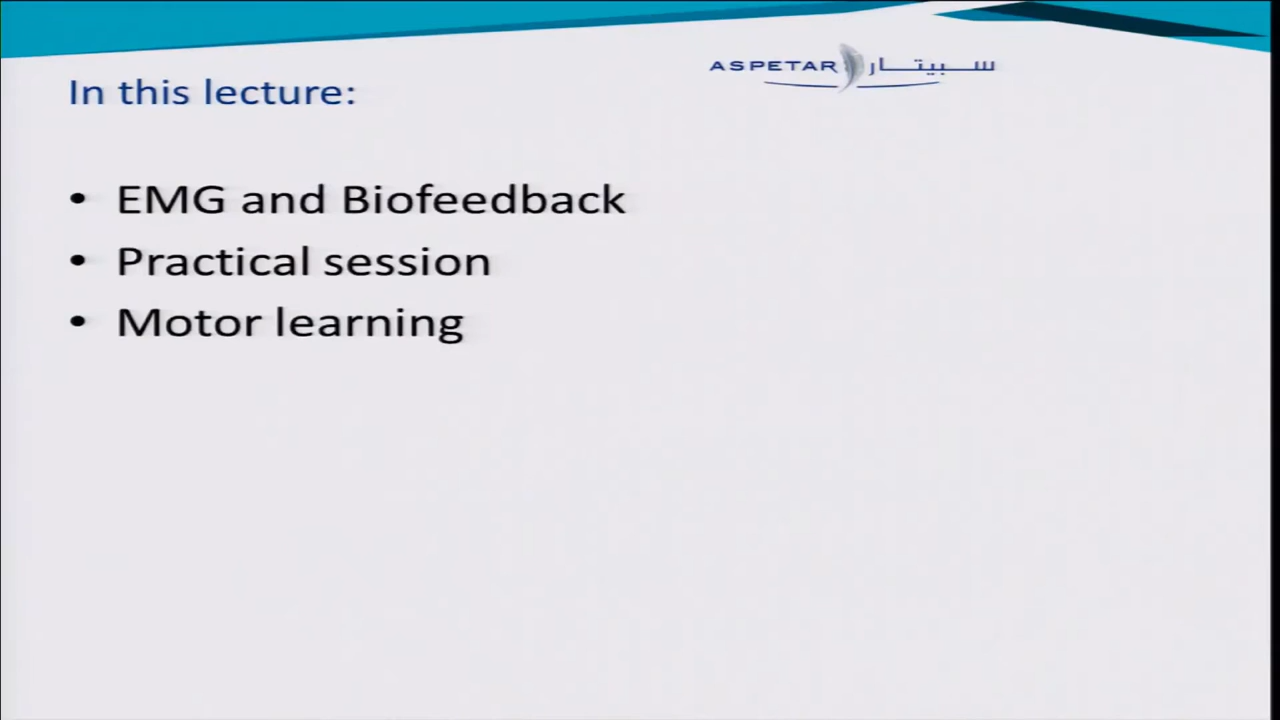 ASPETAR سبيتار
In this lecture:
• EMG and Biofeedback
• Practical session
• Motor learning